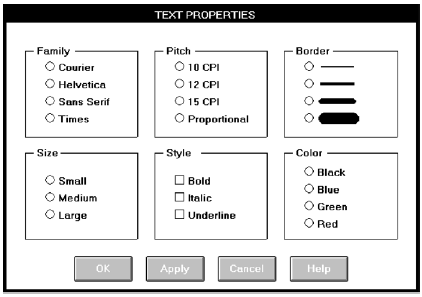 TEXT PROPERTIES
Family
Courier
Helvetica
Sans Serif
Times
Pitch
10 CPI
12 CPI
15 CPI
Proportional
Border
Size
Small
Medium
Large
Style
Bold
Italic
Underline
Color
Black
Blue
Green
Red
OK
Apply
Cancel
Help